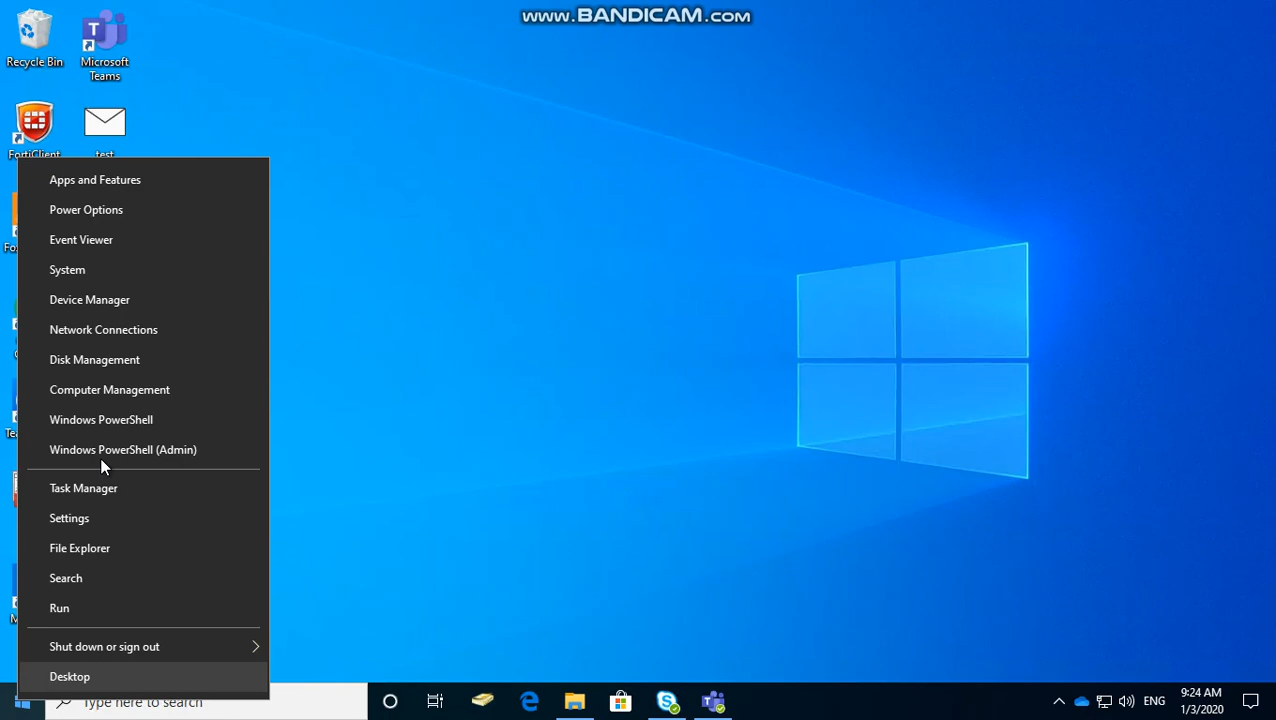 www.BANDICAM.com
Recycle Bin
Microsoft
Teams
FortiClient
test
Apps and Features
Power Options
Event Viewer
System
Device Manager
Network Connections
Disk Management
Computer Management
Windows PowerShell
Windows PowerShell (Admin)
Task Manager
Settings
File Explorer
Search
Run
Shut down or sign out
Desktop
Type here to search
ENG
9:24 AM
1/3/2020